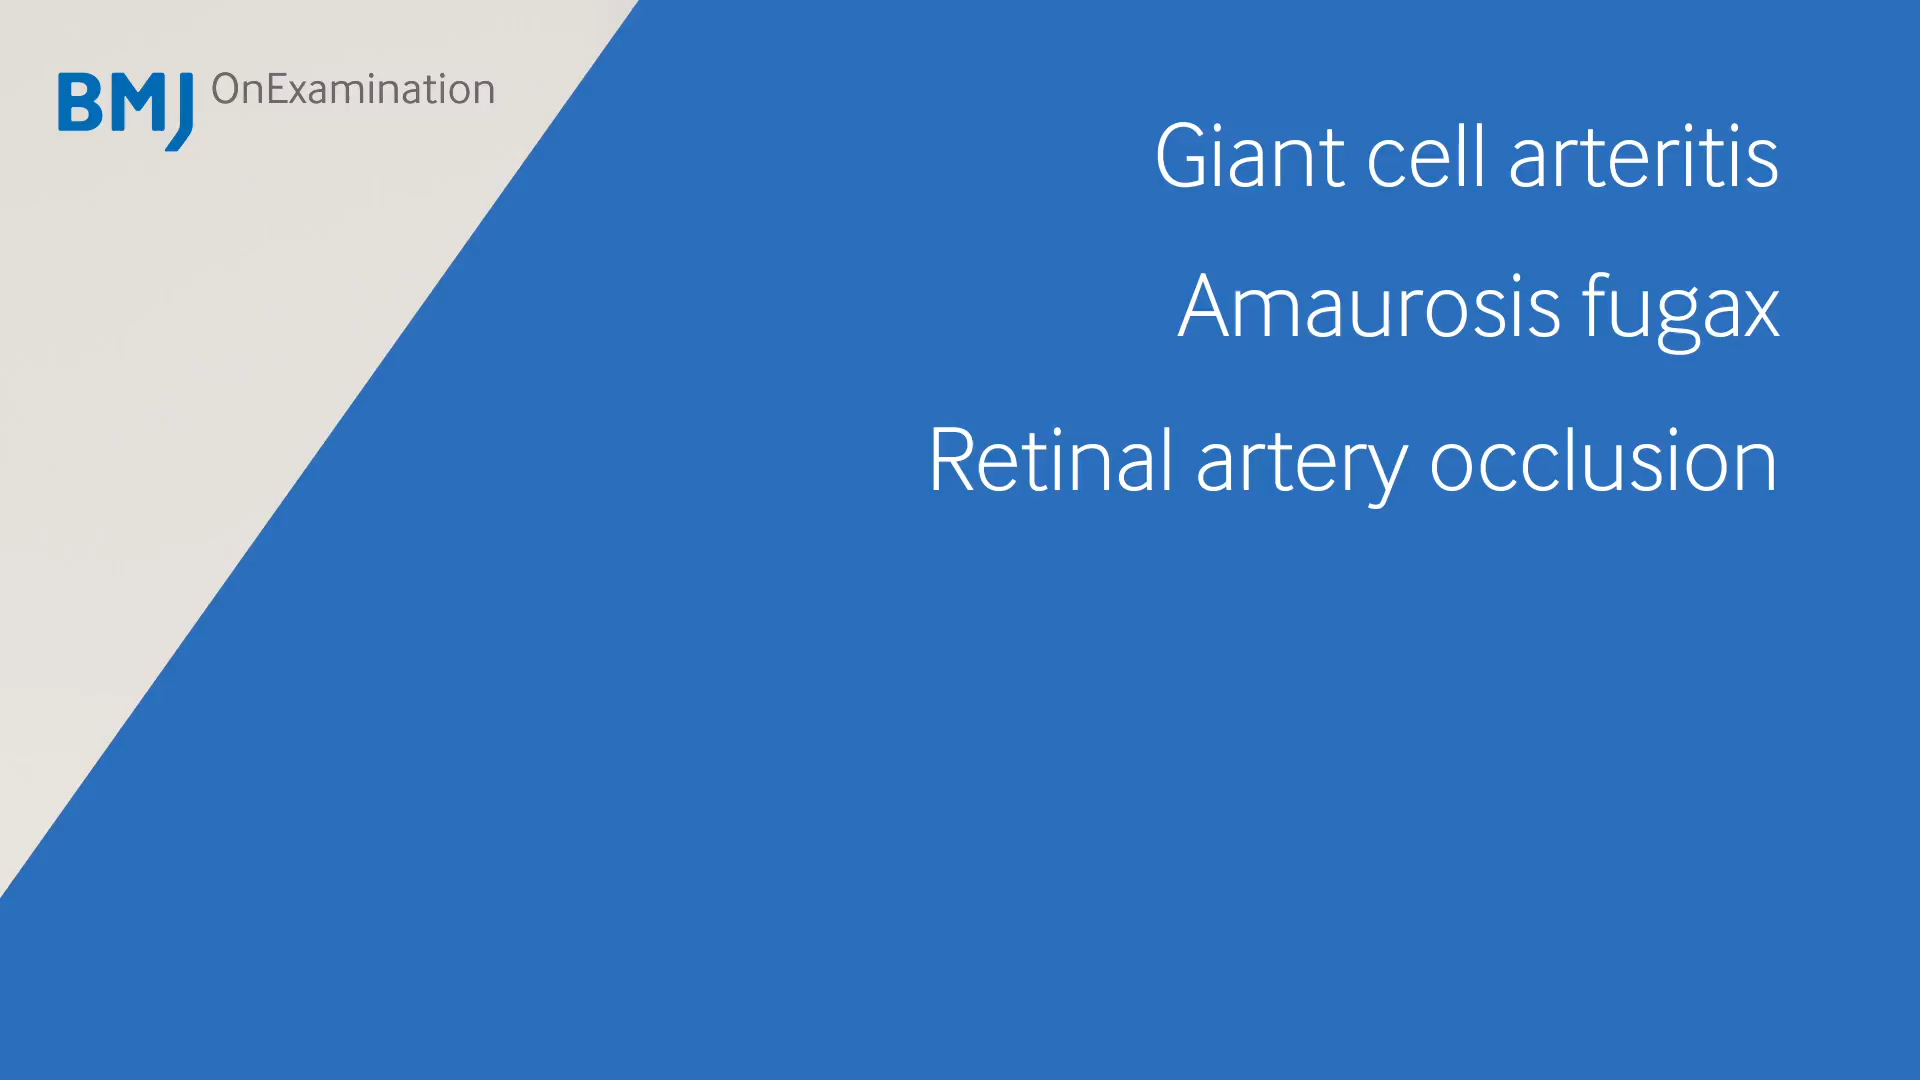 BMJ OnExamination
Giant cell arteritis
Amaurosis fugax
Retinal artery occlusion